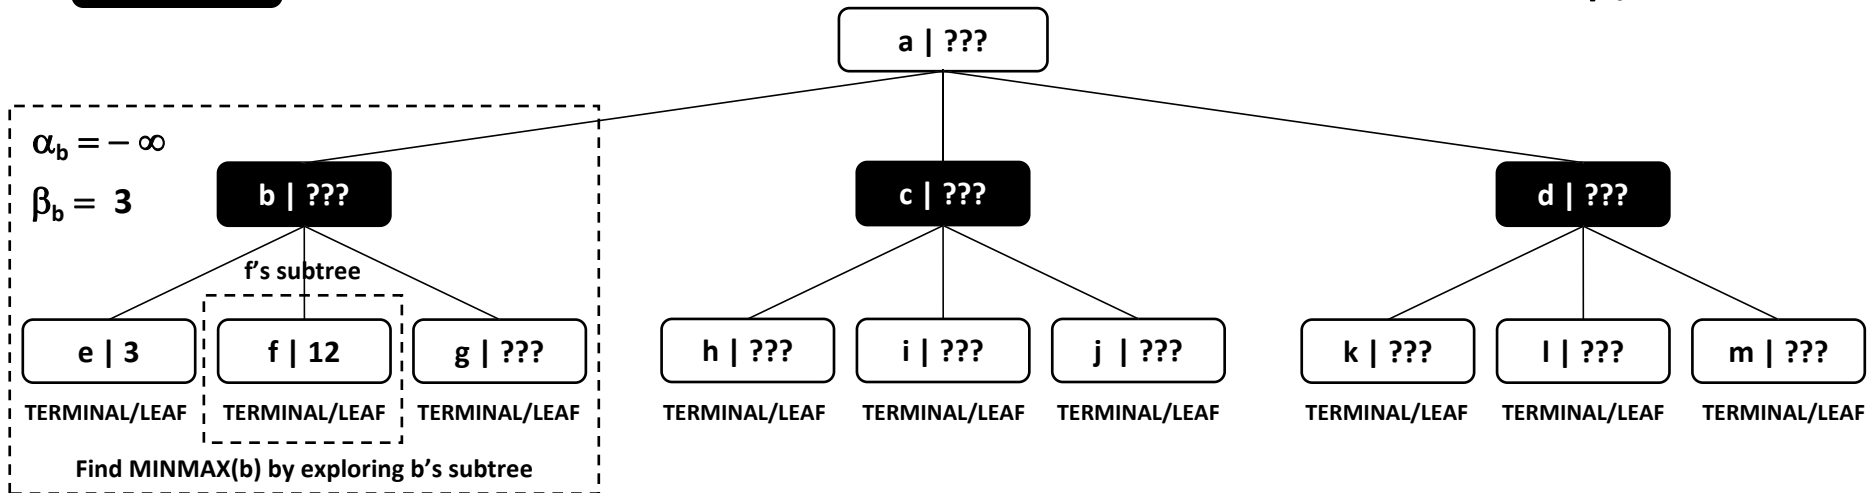 a | ???
α_b = − ∞
β_b = 3
b | ???
c | ???
d | ???
f's subtree
e | 3
f | 12
g | ???
h | ???
i | ???
j | ???
k | ???
l | ???
m | ???
TERMINAL/LEAF
TERMINAL/LEAF
TERMINAL/LEAF
TERMINAL/LEAF
TERMINAL/LEAF
TERMINAL/LEAF
TERMINAL/LEAF
TERMINAL/LEAF
TERMINAL/LEAF
Find MINMAX(b) by exploring b's subtree